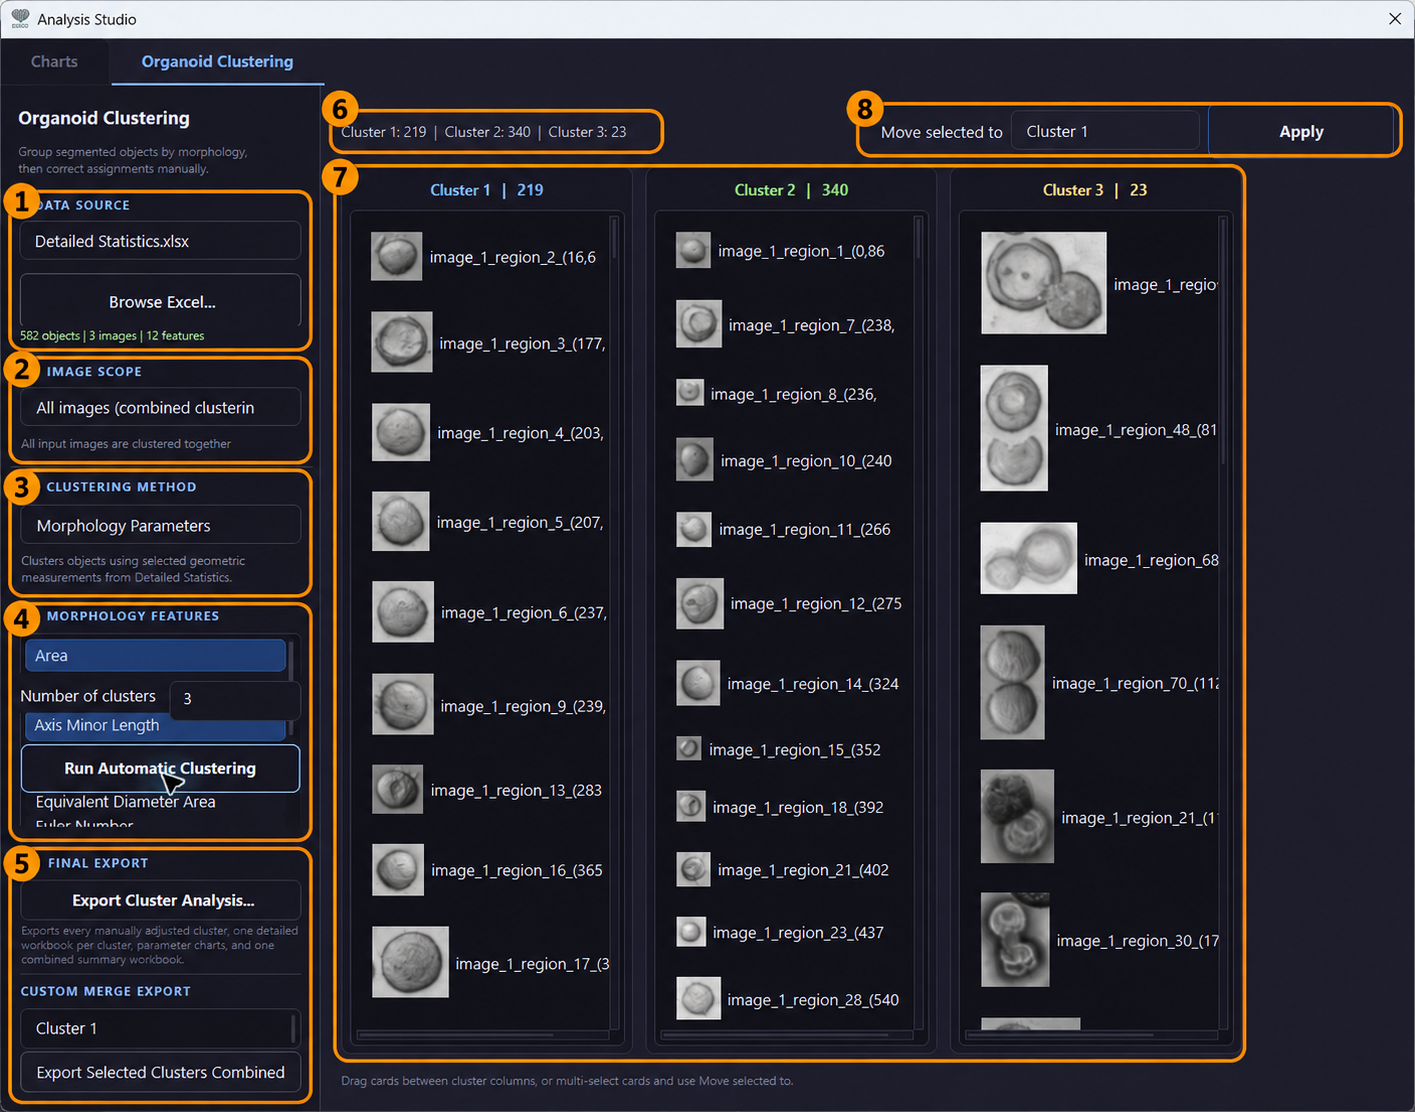 Analysis Studio
Charts
Organoid Clustering
Organoid Clustering
Group segmented objects by morphology,
then correct assignments manually.
1
DATA SOURCE
Detailed Statistics.xlsx
Browse Excel...
582 objects | 3 images | 12 features
2
IMAGE SCOPE
All images (combined clusterin
All input images are clustered together
3
CLUSTERING METHOD
Morphology Parameters
Clusters objects using selected geometric
measurements from Detailed Statistics.
4
MORPHOLOGY FEATURES
Area
Number of clusters 3
Axis Minor Length
Run Automatic Clustering
Equivalent Diameter Area
Euler Number
5
FINAL EXPORT
Export Cluster Analysis...
Exports every manually adjusted cluster, one detailed
workbook per cluster, parameter charts, and one
combined summary workbook.
CUSTOM MERGE EXPORT
Cluster 1
Export Selected Clusters Combined
6
Cluster 1: 219 | Cluster 2: 340 | Cluster 3: 23
8
Move selected to Cluster 1 Apply
7
Cluster 1 | 219
image_1_region_2_(16,6
image_1_region_3_(177,
image_1_region_4_(203,
image_1_region_5_(207,
image_1_region_6_(237,
image_1_region_9_(239,
image_1_region_13_(283
image_1_region_16_(365
image_1_region_17_(3
Cluster 2 | 340
image_1_region_1_(0,86
image_1_region_7_(238,
image_1_region_8_(236,
image_1_region_10_(240
image_1_region_11_(266
image_1_region_12_(275
image_1_region_14_(324
image_1_region_15_(352
image_1_region_18_(392
image_1_region_21_(402
image_1_region_23_(437
image_1_region_28_(540
Cluster 3 | 23
image_1_regio
image_1_region_48_(81
image_1_region_68
image_1_region_70_(112
image_1_region_21_(1
image_1_region_30_(17
Drag cards between cluster columns, or multi-select cards and use Move selected to.